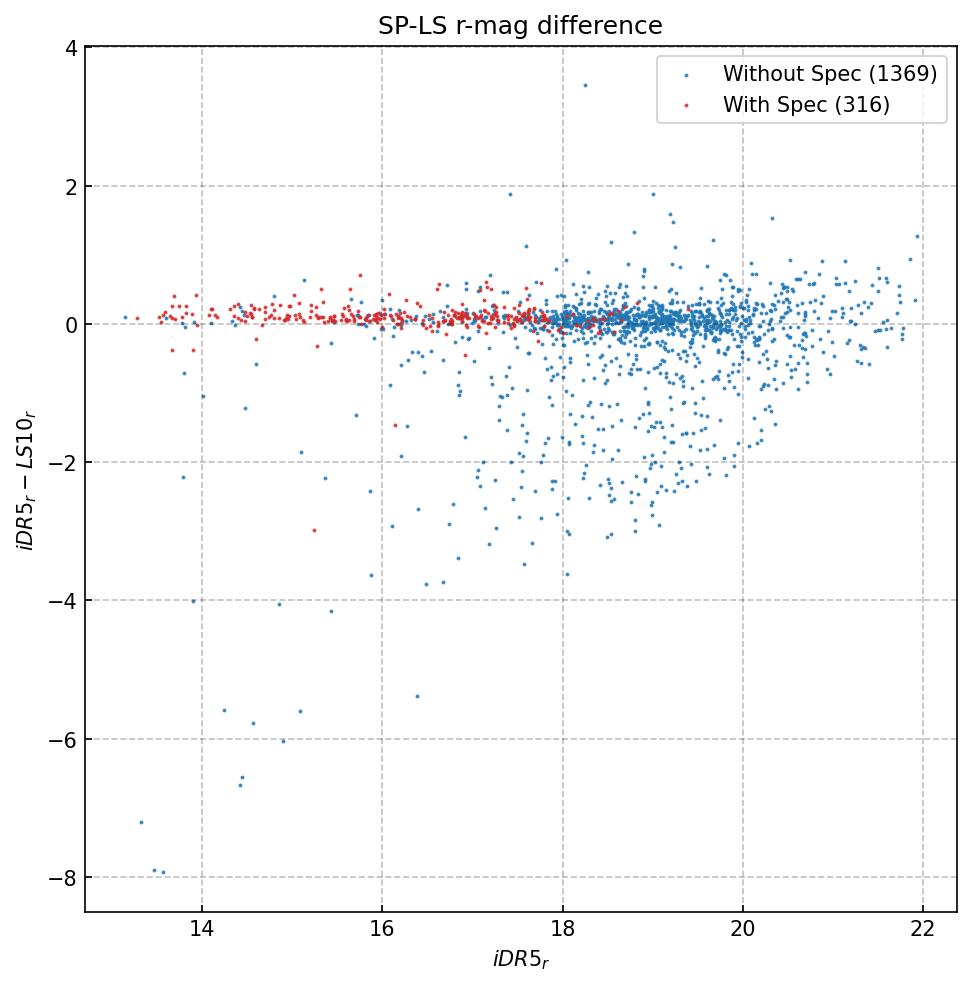 SP-LS r-mag difference
Without Spec (1369)
With Spec (316)
4
2
0
−2
−4
−6
−8
iDR5r − LS10r
14 16 18 20 22
iDR5r